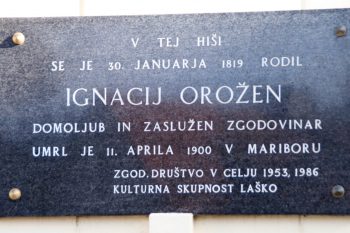 V TEJ HIŠI
SE JE 30. JANUARJA 1819 RODIL
IGNACIJ OROŽEN
DOMOLJUB IN ZASLUŽEN ZGODOVINAR
UMRL JE 11. APRILA 1900 V MARIBORU
ZGOD. DRUŠTVO V CELJU 1953, 1986
KULTURNA SKUPNOST LAŠKO